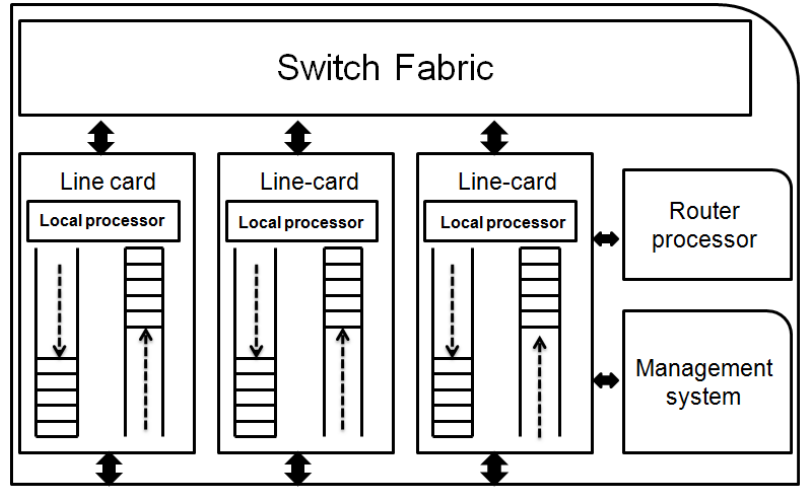 Switch Fabric
Line card
Local processor
Line-card
Local processor
Line-card
Local processor
Router
processor
Management
system